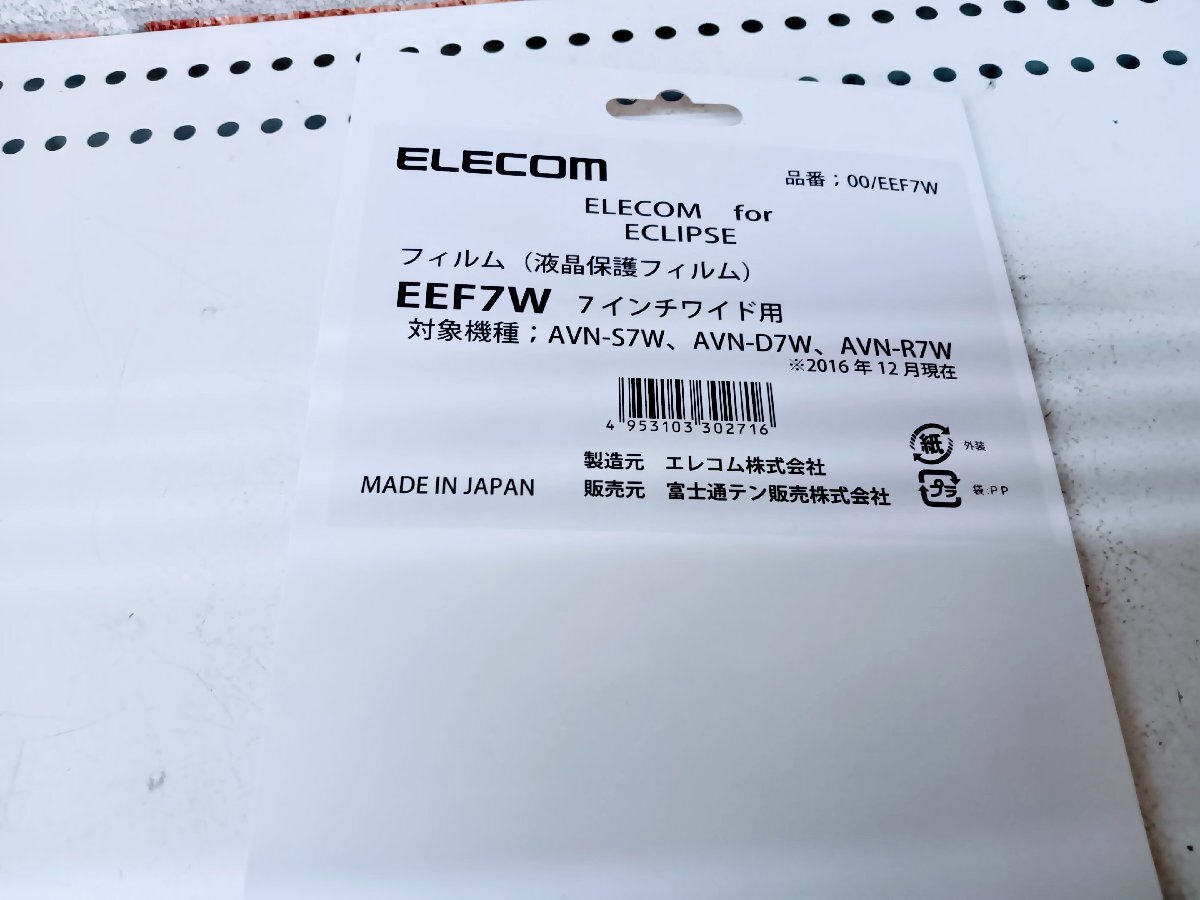 ELECOM
品番；00/EEF7W
ELECOM for
ECLIPSE
フィルム（液晶保護フィルム）
EEF7W 7インチワイド用
対象機種；AVN-S7W、AVN-D7W、AVN-R7W
※2016年12月現在
4 953103 302716
紙 外装
製造元 エレコム株式会社
MADE IN JAPAN 販売元 富士通テン販売株式会社
プラ 袋:PP